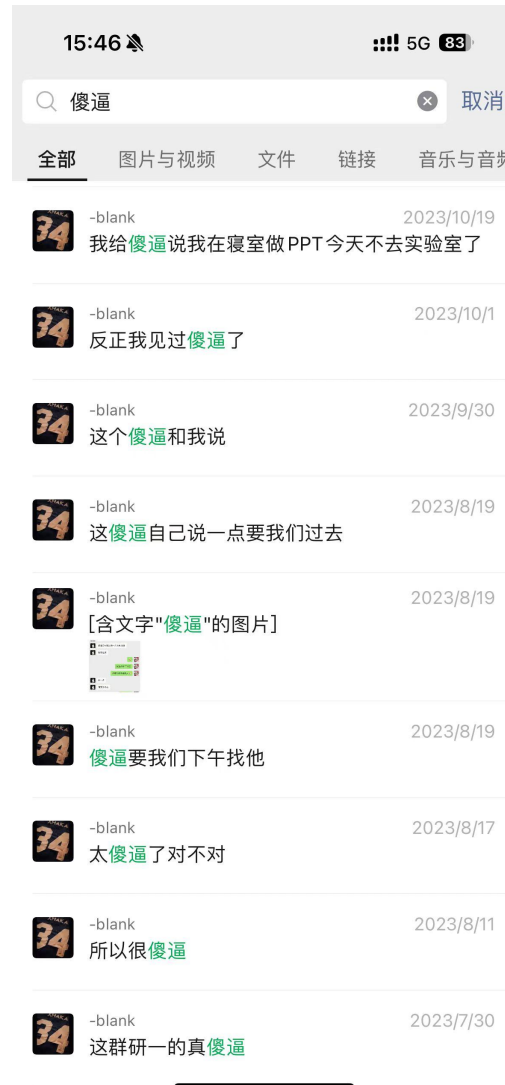 15:46 5G 83
傻逼 取消
全部 图片与视频 文件 链接 音乐与音频
-blank 2023/10/19
我给傻逼说我在寝室做PPT今天不去实验室了
-blank 2023/10/1
反正我见过傻逼了
-blank 2023/9/30
这个傻逼和我说
-blank 2023/8/19
这傻逼自己说一点要我们过去
-blank 2023/8/19
[含文字"傻逼"的图片]
-blank 2023/8/19
傻逼要我们下午找他
-blank 2023/8/17
太傻逼了对不对
-blank 2023/8/11
所以很傻逼
-blank 2023/7/30
这群研一的真傻逼